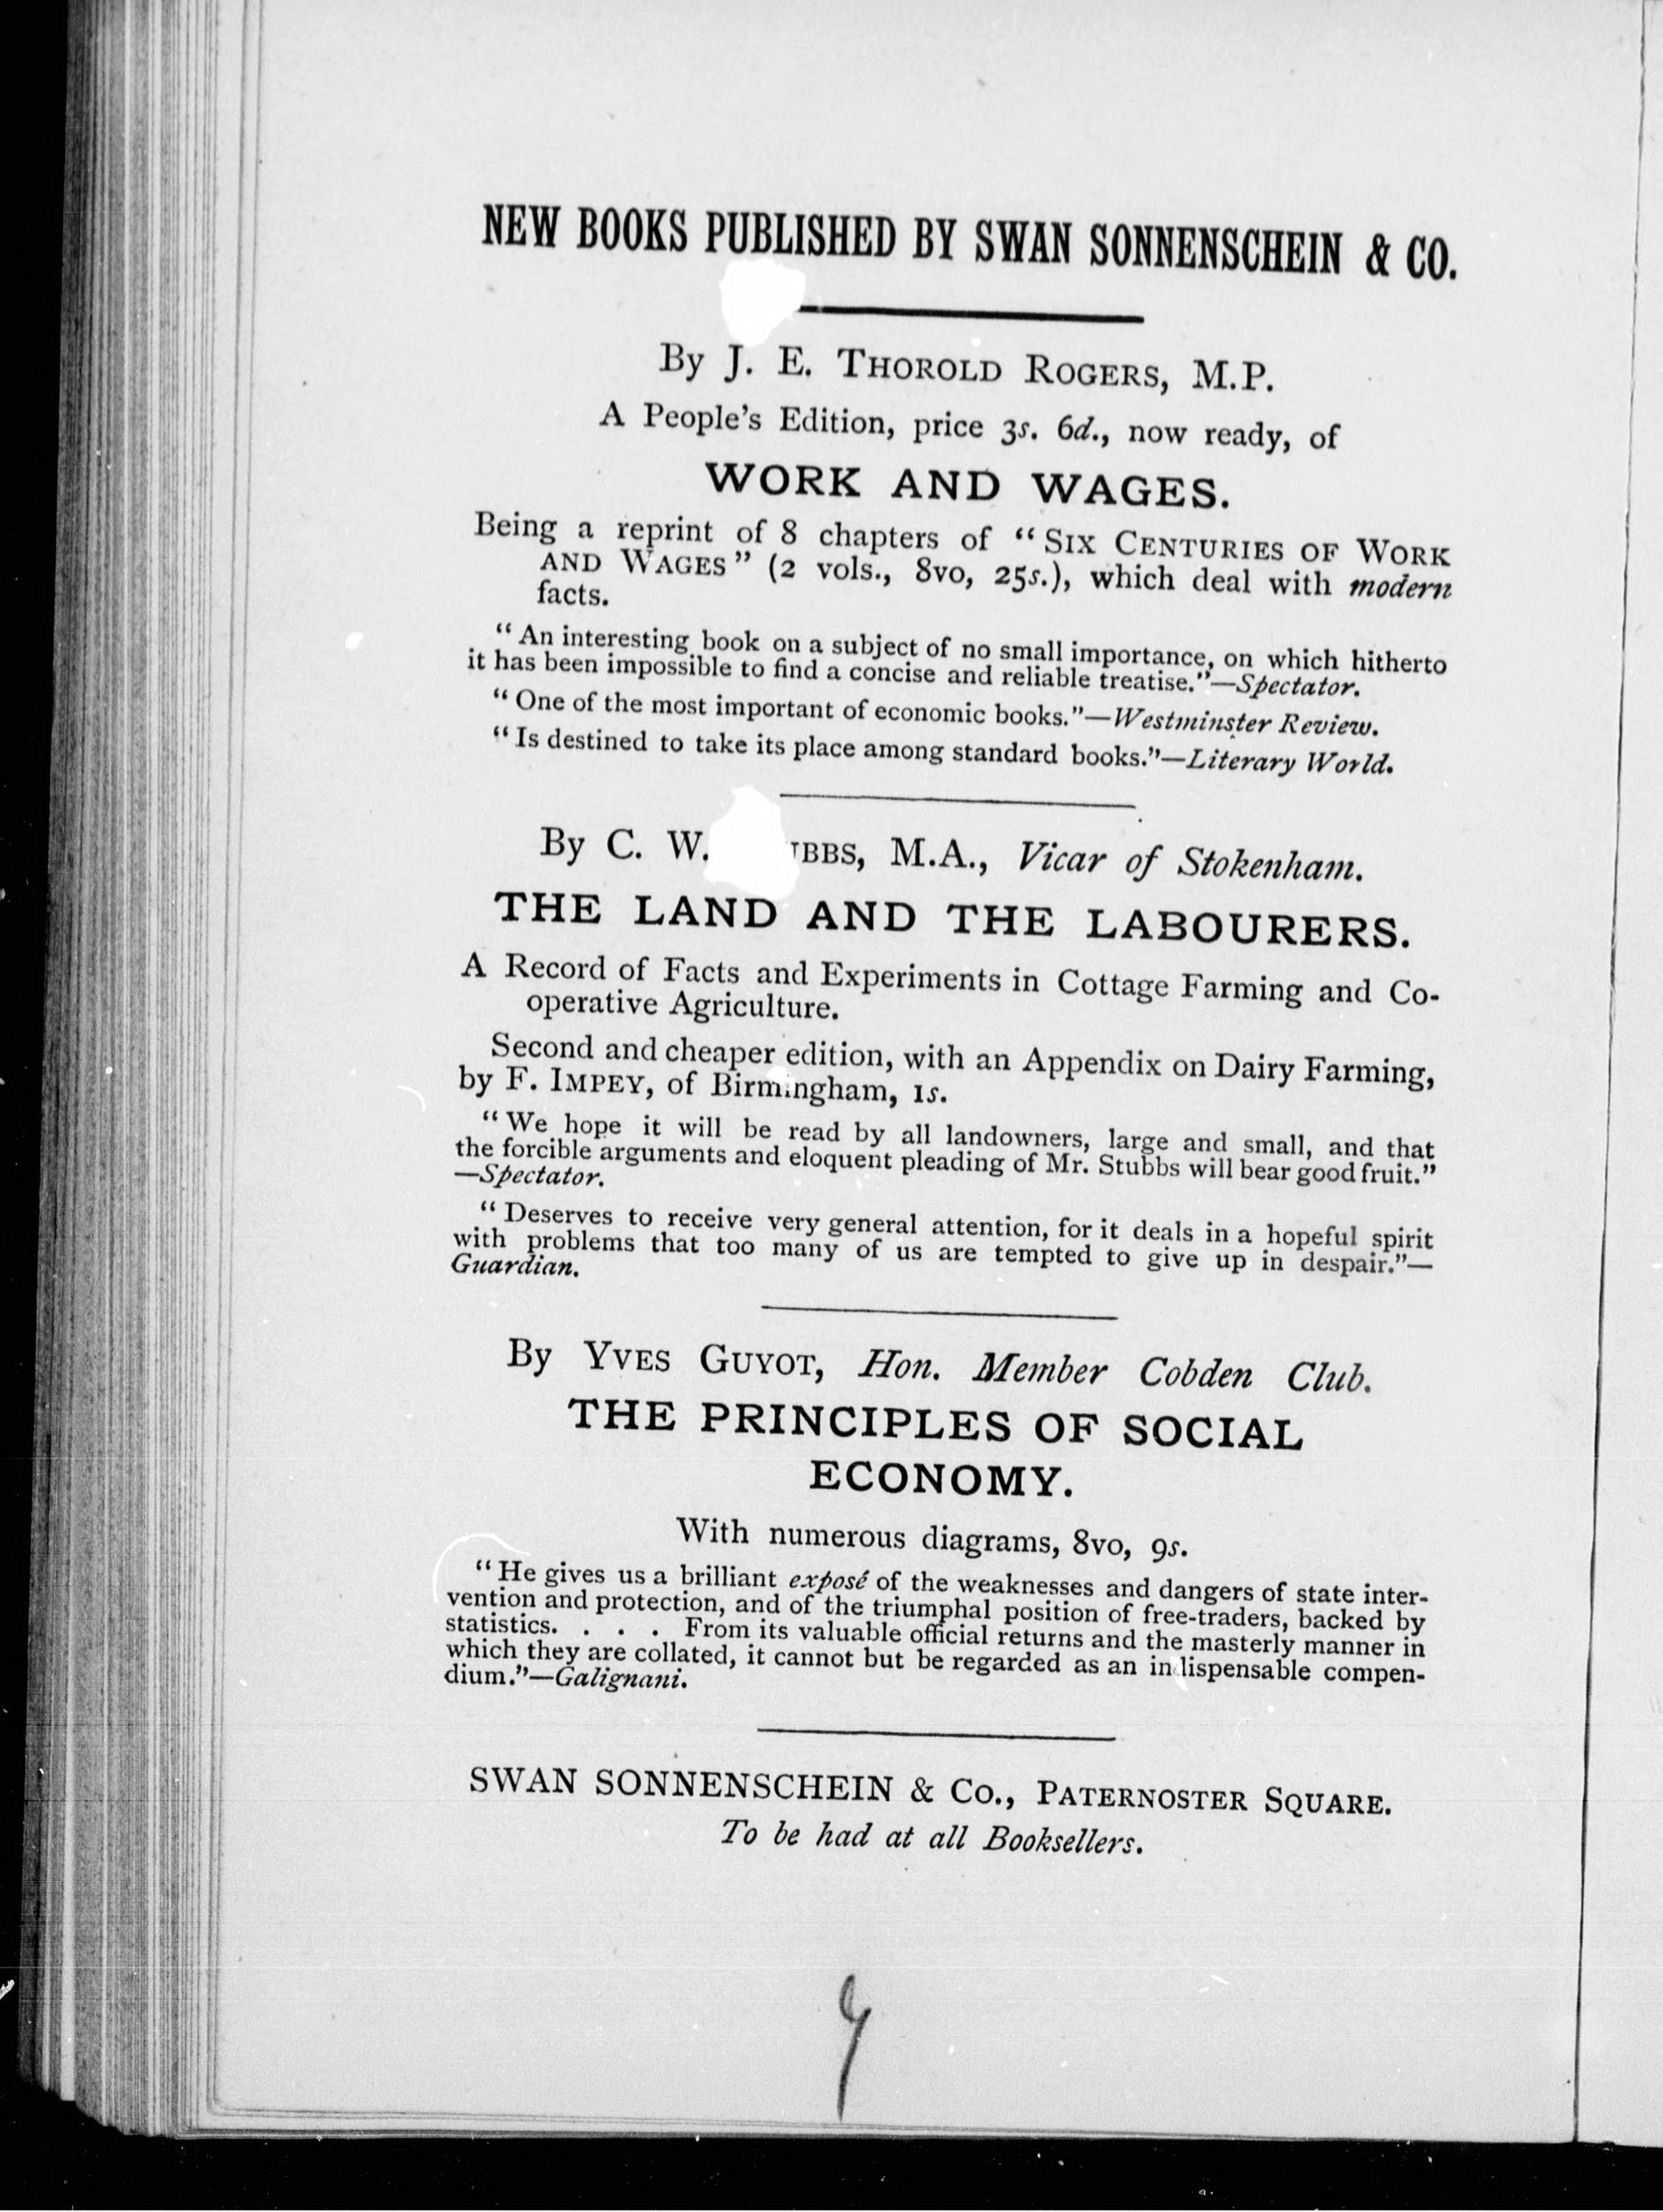 NEW BOOKS PUBLISHED BY SWAN SONNENSCHEIN & CO.
By J. E. THOROLD ROGERS, M.P.
A People's Edition, price 3s. 6d., now ready, of
WORK AND WAGES.
Being a reprint of 8 chapters of “SIX CENTURIES OF WORK
AND WAGES” (2 vols., 8vo, 25s.), which deal with modern
facts.
“An interesting book on a subject of no small importance, on which hitherto
it has been impossible to find a concise and reliable treatise.”—Spectator.
“One of the most important of economic books.”—Westminster Review.
“Is destined to take its place among standard books.”—Literary World.
By C. W. UBBS, M.A., Vicar of Stokenham.
THE LAND AND THE LABOURERS.
A Record of Facts and Experiments in Cottage Farming and Co-
operative Agriculture.
Second and cheaper edition, with an Appendix on Dairy Farming,
by F. IMPEY, of Birmingham, 1s.
“We hope it will be read by all landowners, large and small, and that
the forcible arguments and eloquent pleading of Mr. Stubbs will bear good fruit.”
—Spectator.
“Deserves to receive very general attention, for it deals in a hopeful spirit
with problems that too many of us are tempted to give up in despair.”—
Guardian.
By YVES GUYOT, Hon. Member Cobden Club.
THE PRINCIPLES OF SOCIAL
ECONOMY.
With numerous diagrams, 8vo, 9s.
“He gives us a brilliant exposé of the weaknesses and dangers of state inter-
vention and protection, and of the triumphal position of free-traders, backed by
statistics. . . . From its valuable official returns and the masterly manner in
which they are collated, it cannot but be regarded as an indispensable compen-
dium.”—Galignani.
SWAN SONNENSCHEIN & CO., PATERNOSTER SQUARE.
To be had at all Booksellers.